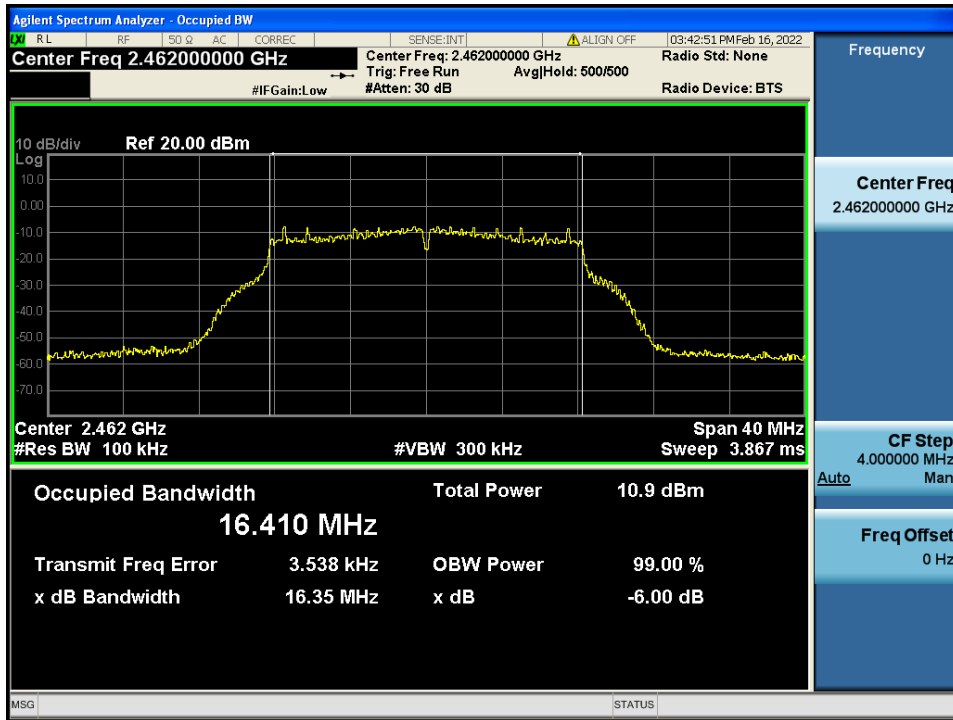 Agilent Spectrum Analyzer - Occupied BW
LXI RL RF 50 Ω AC CORREC SENSE:INT ALIGN OFF 03:42:51 PM Feb 16, 2022
Center Freq 2.462000000 GHz
Center Freq: 2.462000000 GHz Radio Std: None
Trig: Free Run Avg|Hold: 500/500
#IFGain:Low #Atten: 30 dB Radio Device: BTS
10 dB/div Ref 20.00 dBm
Log
10.0
0.00
-10.0
-20.0
-30.0
-40.0
-50.0
-60.0
-70.0
Center 2.462 GHz Span 40 MHz
#Res BW 100 kHz #VBW 300 kHz Sweep 3.867 ms
Occupied Bandwidth Total Power 10.9 dBm
16.410 MHz
Transmit Freq Error 3.538 kHz OBW Power 99.00 %
x dB Bandwidth 16.35 MHz x dB -6.00 dB
Frequency
Center Freq
2.462000000 GHz
CF Step
4.000000 MHz
Auto Man
Freq Offset
0 Hz
MSG STATUS